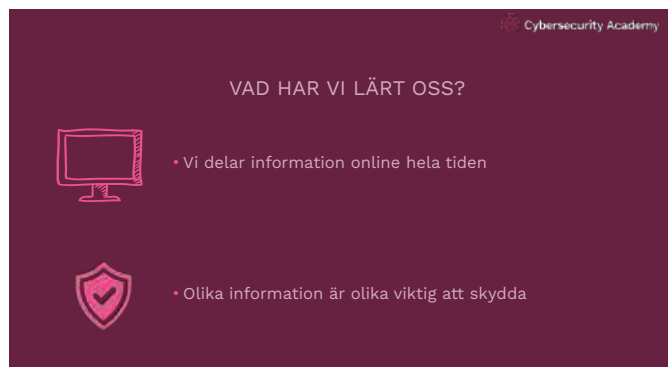 Cybersecurity Academy
VAD HAR VI LÄRT OSS?
• Vi delar information online hela tiden
• Olika information är olika viktig att skydda